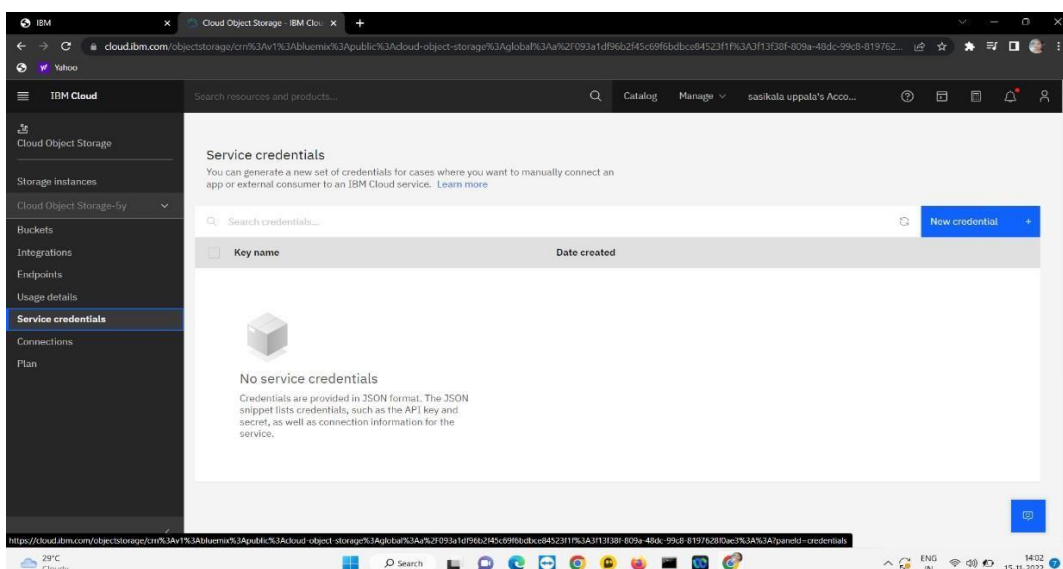 IBM
Cloud Object Storage - IBM Clou
cloud.ibm.com/objectstorage/crn%3Av1%3Abluemix%3Apublic%3Acloud-object-storage%3Aglobal%3Aa%2F093a1df96b2f45c69f6bdbce84523f1f%3A3f13f38f-809a-48dc-99c8-819762...
Yahoo
IBM Cloud
Search resources and products...
Catalog
Manage
sasikala uppala's Acco...
Cloud Object Storage
Storage instances
Cloud Object Storage-5y
Buckets
Integrations
Endpoints
Usage details
Service credentials
Connections
Plan
Service credentials
You can generate a new set of credentials for cases where you want to manually connect an
app or external consumer to an IBM Cloud service. Learn more
Search credentials...
New credential +
Key name
Date created
No service credentials
Credentials are provided in JSON format. The JSON
snippet lists credentials, such as the API key and
secret, as well as connection information for the
service.
https://cloud.ibm.com/objectstorage/crn%3Av1%3Abluemix%3Apublic%3Acloud-object-storage%3Aglobal%3Aa%2F093a1df96b2f45c69f6bdbce84523f1f%3A3f13f38f-809a-48dc-99c8-8197628f0ae3%3A%3A?paneId=credentials
29°C
Cloudy
Search
ENG
IN
14:02
15-11-2022